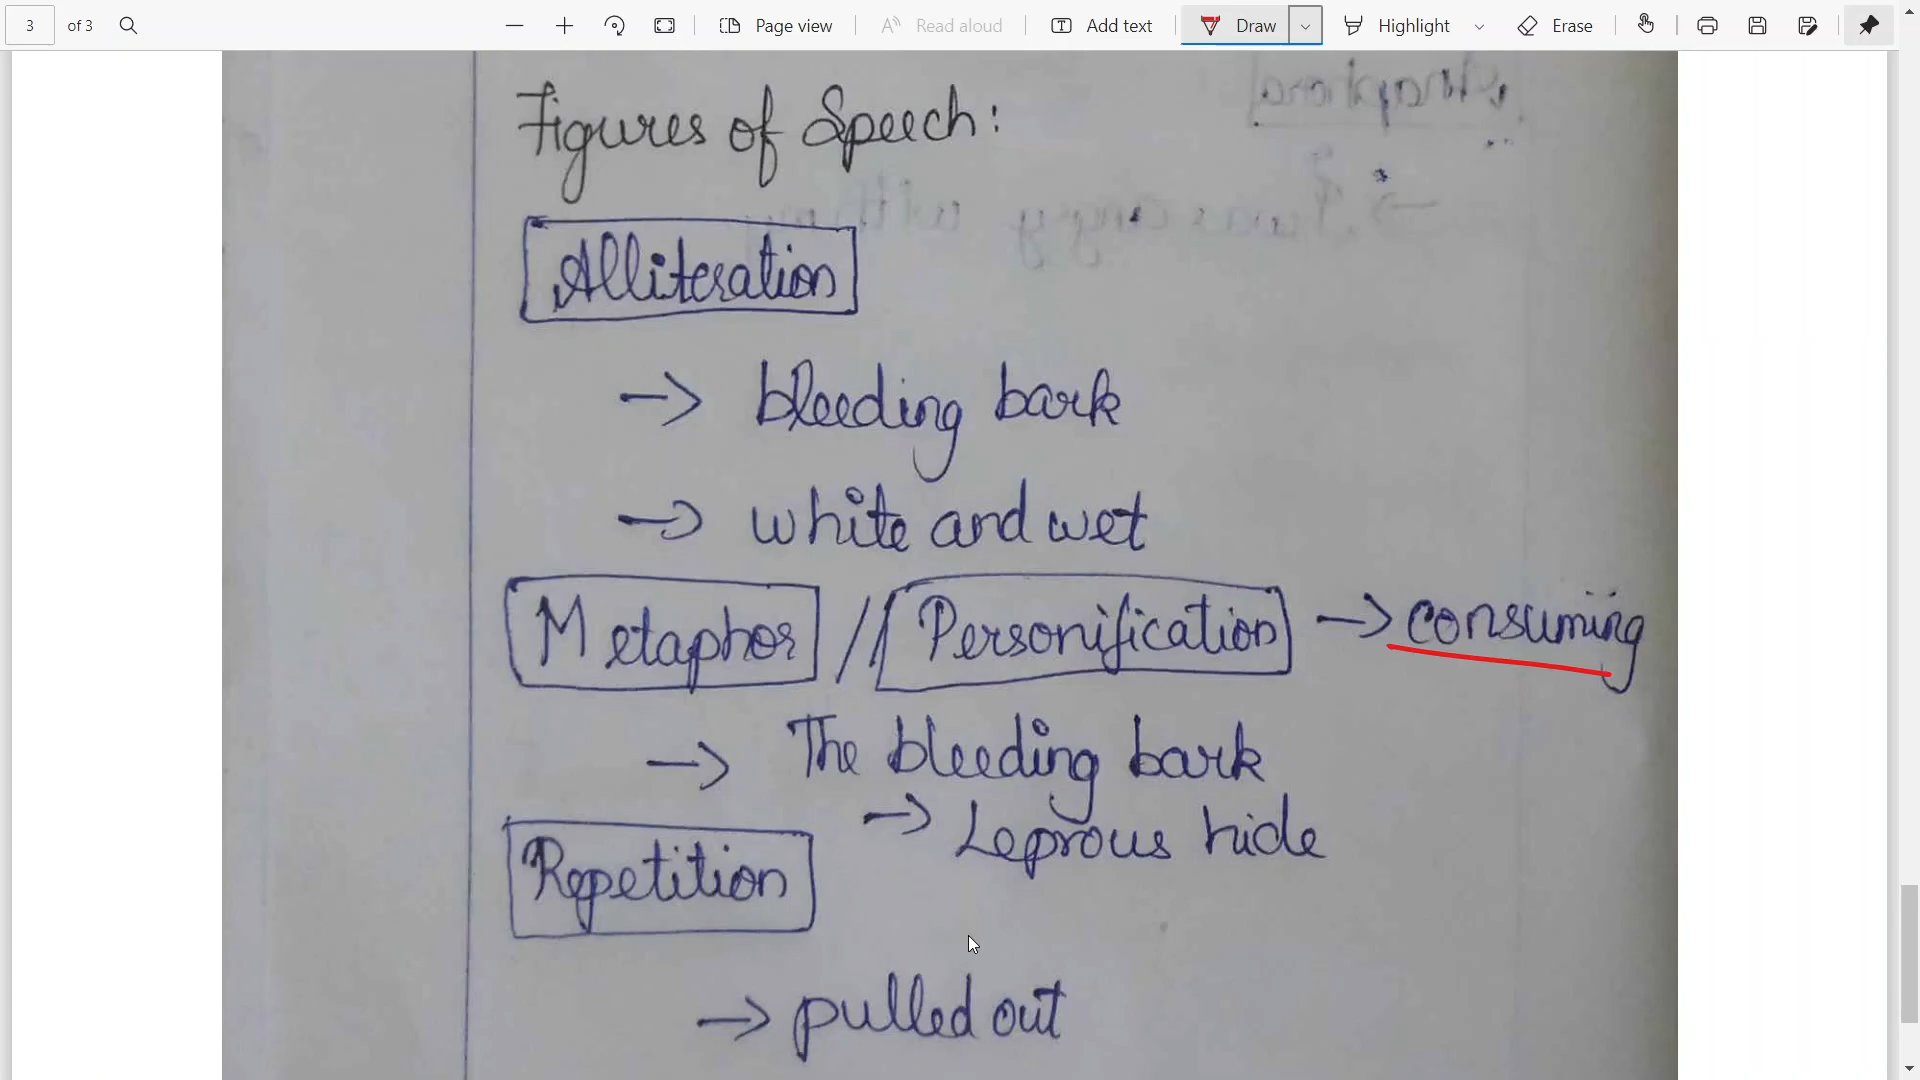 3 of 3 Page view Read aloud Add text Draw Highlight Erase
Figures of Speech:
Alliteration
→ bleeding bark
→ white and wet
Metaphor // Personification → consuming
→ The bleeding bark
→ Leprous hide
Repetition
→ pulled out